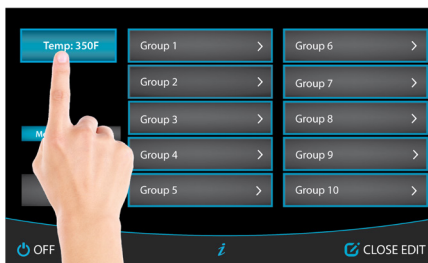 Temp: 350F
Group 1
Group 2
Group 3
Group 4
Group 5
Group 6
Group 7
Group 8
Group 9
Group 10
OFF
i
CLOSE EDIT